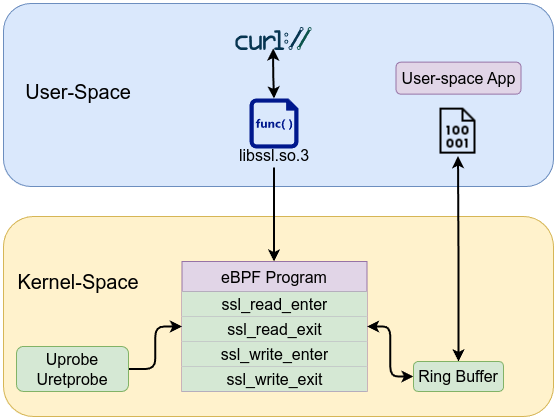 curl://
User-Space
User-space App
func( )
100
001
libssl.so.3
Kernel-Space
eBPF Program
ssl_read_enter
ssl_read_exit
ssl_write_enter
ssl_write_exit
Uprobe
Uretprobe
Ring Buffer